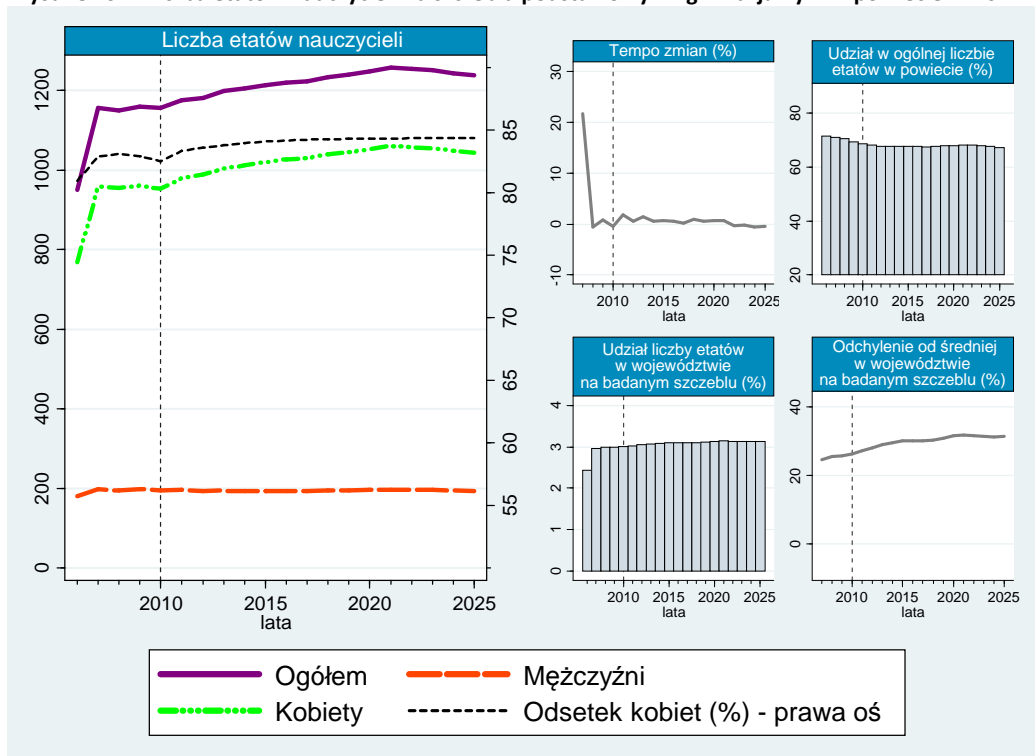 Liczba etatów nauczycieli
0 200 400 600 800 1000 1200
55 60 65 70 75 80 85
2010 2015 2020 2025
lata
Tempo zmian (%)
-10 0 10 20 30
2010 2015 2020 2025
lata
Udział w ogólnej liczbie
etatów w powiecie (%)
20 40 60 80
2010 2020 2025
lata
Udział liczby etatów
w województwie
na badanym szczeblu (%)
0 1 2 3 4
2010 2020 2025
lata
Odchylenie od średniej
w województwie
na badanym szczeblu (%)
0 20 40
2010 2015 2020 2025
lata
Ogółem Mężczyźni
Kobiety Odsetek kobiet (%) - prawa oś